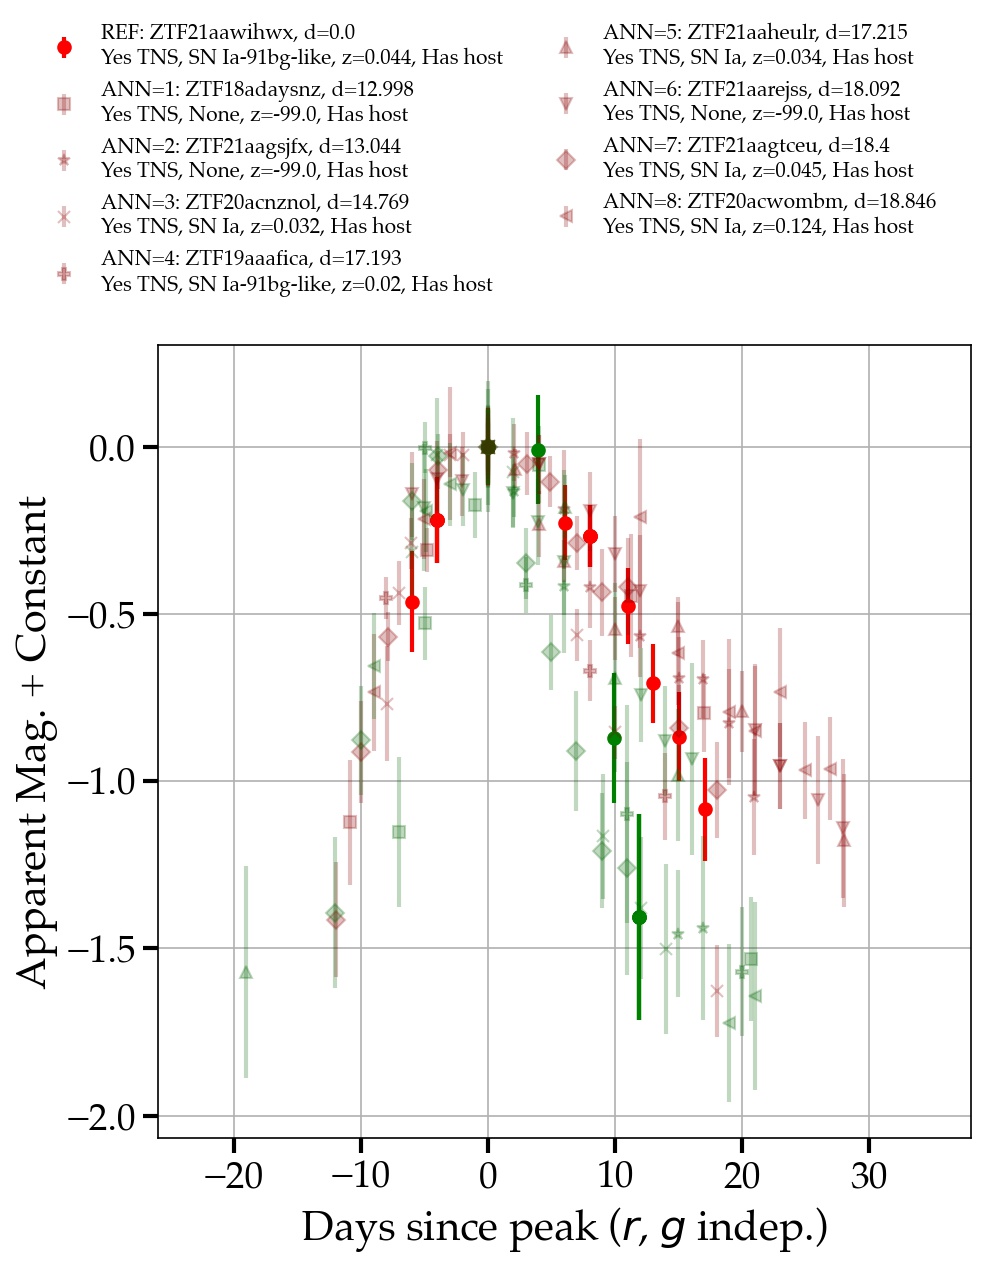 REF: ZTF21aawihwx, d=0.0
Yes TNS, SN Ia-91bg-like, z=0.044, Has host
ANN=1: ZTF18adaysnz, d=12.998
Yes TNS, None, z=-99.0, Has host
ANN=2: ZTF21aagsjfx, d=13.044
Yes TNS, None, z=-99.0, Has host
ANN=3: ZTF20acnznol, d=14.769
Yes TNS, SN Ia, z=0.032, Has host
ANN=4: ZTF19aaafica, d=17.193
Yes TNS, SN Ia-91bg-like, z=0.02, Has host
ANN=5: ZTF21aaheulr, d=17.215
Yes TNS, SN Ia, z=0.034, Has host
ANN=6: ZTF21aarejss, d=18.092
Yes TNS, None, z=-99.0, Has host
ANN=7: ZTF21aagtceu, d=18.4
Yes TNS, SN Ia, z=0.045, Has host
ANN=8: ZTF20acwombm, d=18.846
Yes TNS, SN Ia, z=0.124, Has host
Apparent Mag. + Constant
0.0
−0.5
−1.0
−1.5
−2.0
−20 −10 0 10 20 30
Days since peak (r, g indep.)